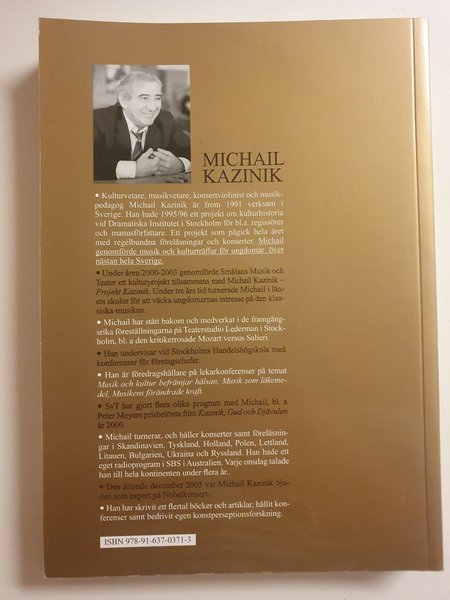 MICHAIL
KAZINIK
• Kulturvetare, musikvetare, konsertviolinist och musik-
pedagog Michail Kazinik är from 1991 verksam i
Sverige. Han hade 1995/96 ett projekt om kulturhistoria
vid Dramatiska Institutet i Stockholm för bl.a. regissörer
och manusförfattare. Ett projekt som pågick hela året
med regelbundna föreläsningar och konserter. Michail
genomförde musik och kulturträffar för ungdomar över
nästan hela Sverige.
• Under åren 2000-2003 genomförde Smålans Musik och
Teater ett kulturprojekt tillsammans med Michail Kazinik –
Projekt Kazinik. Under tre års tid turnerade Michail i län-
ets skolor för att väcka ungdomarnas intresse på den klas-
siska musiken.
• Michail har stått bakom och medverkat i de framgång-
srika föreställningarna på Teaterstudio Lederman i Stock-
holm, bl. a den kritikerrosade Mozart versus Salieri.
• Han undervisar vid Stockholms Handelshögskola med
konferenser för företagschefer.
• Han är föredragshållare på lekarkonferenser på temat
Musik och kultur befrämjar hälsan, Musik som läkeme-
del, Musikens förändrade kraft.
• SvT har gjort flera olika program med Michail, bl. a
Peter Meyers prisbelönta film Kazinik, Gud och Djävulen
år 2000.
• Michail turnerar, och håller konserter samt föreläsnin-
gar i Skandinavien, Tyskland, Holland, Polen, Lettland,
Litauen, Bulgarien, Ukraina och Ryssland. Han hade ett
eget radioprogram i SBS i Australien. Varje onsdag talade
han till hela kontinenten under flera år.
• Den åttonde december 2005 var Michail Kazinik bju-
den som expert på Nobelkonsert.
• Han har skrivit ett flertal böcker och artiklar, hållit kon-
ferenser samt bedrivit egen konstperseptionsforskning.
ISBN 978-91-637-0371-3